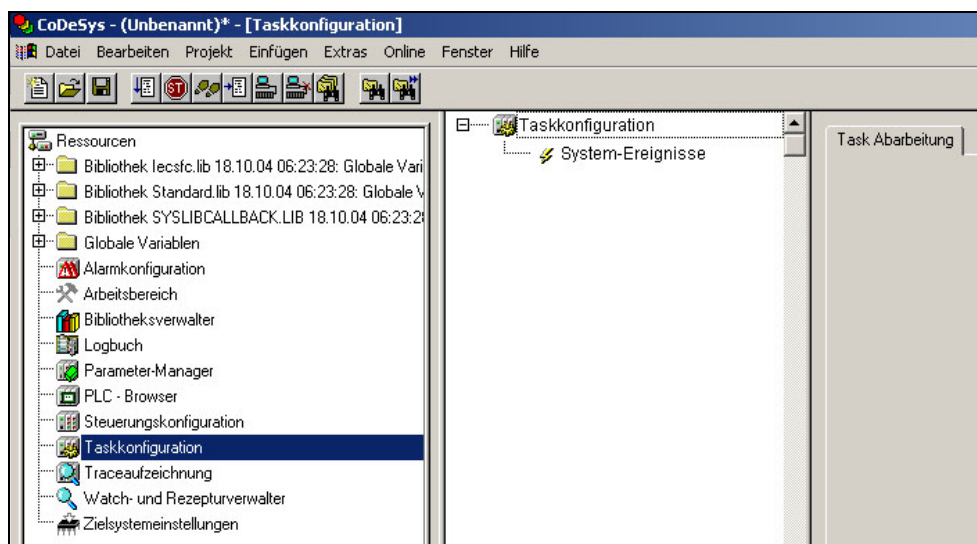 CoDeSys - (Unbenannt)* - [Taskkonfiguration]
Datei Bearbeiten Projekt Einfügen Extras Online Fenster Hilfe
ST
Ressourcen
Bibliothek Iecsfc.lib 18.10.04 06:23:28: Globale Vari
Bibliothek Standard.lib 18.10.04 06:23:28: Globale V
Bibliothek SYSLIBCALLBACK.LIB 18.10.04 06:23:2
Globale Variablen
Alarmkonfiguration
Arbeitsbereich
Bibliotheksverwalter
Logbuch
Parameter-Manager
PLC - Browser
Steuerungskonfiguration
Taskkonfiguration
Traceaufzeichnung
Watch- und Rezepturverwalter
Zielsystemeinstellungen
Taskkonfiguration
System-Ereignisse
Task Abarbeitung